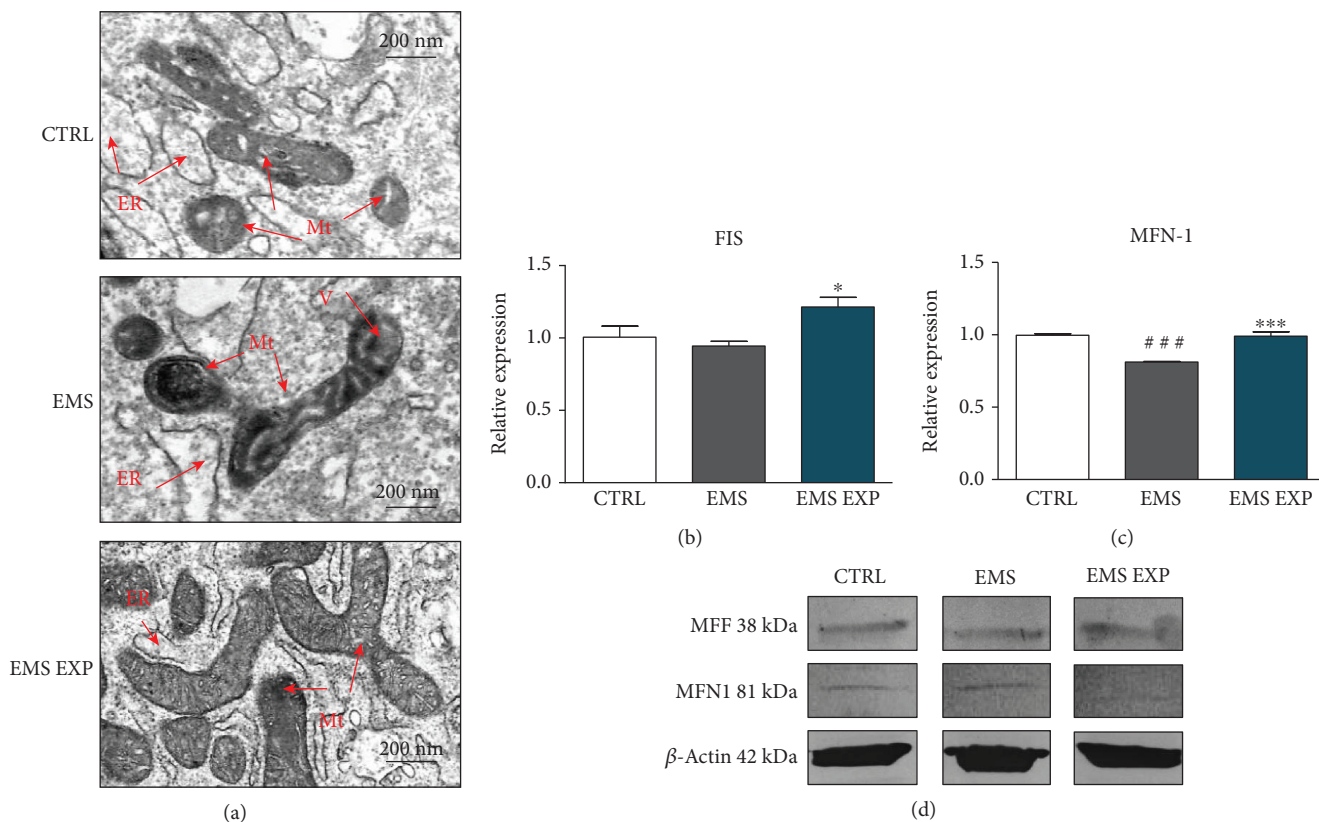 CTRL
200 nm
ER
Mt
EMS
V
Mt
ER
200 nm
EMS EXP
ER
Mt
200 nm
(a)
FIS
Relative expression
1.5
1.0
0.5
0.0
*
CTRL EMS EMS EXP
(b)
MFN-1
Relative expression
1.5
1.0
0.5
0.0
# # #
***
CTRL EMS EMS EXP
(c)
CTRL EMS EMS EXP
MFF 38 kDa
MFN1 81 kDa
β-Actin 42 kDa
(d)